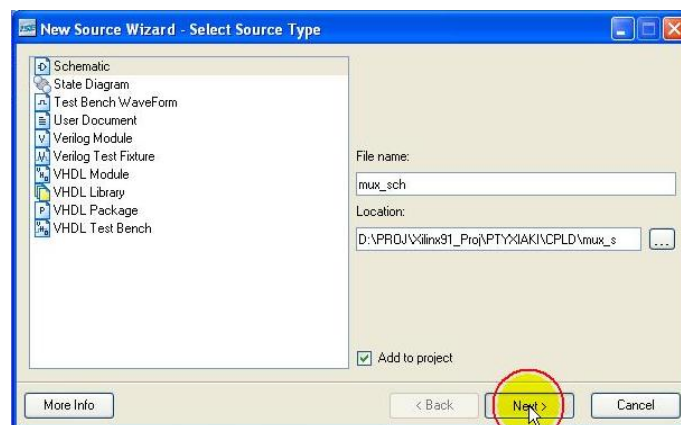 New Source Wizard - Select Source Type
Schematic
State Diagram
Test Bench WaveForm
User Document
Verilog Module
Verilog Test Fixture
VHDL Module
VHDL Library
VHDL Package
VHDL Test Bench
File name:
mux_sch
Location:
D:\PROJ\Xilinx91_Proj\PTYXIAKI\CPLD\mux_s
...
Add to project
More Info
< Back
Next >
Cancel